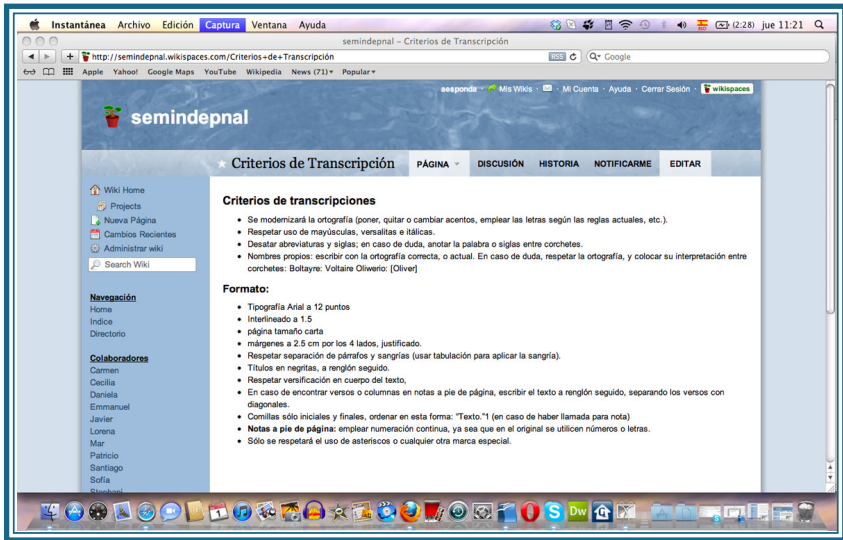 Instantánea Archivo Edición Captura Ventana Ayuda (2:28) jue 11:21
semindepnal – Criterios de Transcripción
http://semindepnal.wikispaces.com/Criterios+de+Transcripción RSS Google
Apple Yahoo! Google Maps YouTube Wikipedia News (71) Popular
sesponda · Mis Wikis · Mi Cuenta · Ayuda · Cerrar Sesión · wikispaces
semindepnal
Criterios de Transcripción PÁGINA DISCUSIÓN HISTORIA NOTIFICARME EDITAR
Wiki Home
Projects
Nueva Página
Cambios Recientes
Administrar wiki
Search Wiki
Navegación
Home
Indice
Directorio
Colaboradores
Carmen
Cecilia
Daniela
Emmanuel
Javier
Lorena
Mar
Patricio
Santiago
Sofía
Criterios de transcripciones
• Se modernizará la ortografía (poner, quitar o cambiar acentos, emplear las letras según las reglas actuales, etc.).
• Respetar uso de mayúsculas, versalitas e itálicas.
• Desatar abreviaturas y siglas; en caso de duda, anotar la palabra o siglas entre corchetes.
• Nombres propios: escribir con la ortografía correcta, o actual. En caso de duda, respetar la ortografía, y colocar su interpretación entre
corchetes: Boltayre: Voltaire Oliwerio: [Oliver]
Formato:
• Tipografía Arial a 12 puntos
• Interlineado a 1.5
• página tamaño carta
• márgenes a 2.5 cm por los 4 lados, justificado.
• Respetar separación de párrafos y sangrías (usar tabulación para aplicar la sangría).
• Títulos en negritas, a renglón seguido.
• Respetar versificación en cuerpo del texto,
• En caso de encontrar versos o columnas en notas a pie de página, escribir el texto a renglón seguido, separando los versos con
diagonales.
• Comillas sólo iniciales y finales, ordenar en esta forma: "Texto."1 (en caso de haber llamada para nota)
• Notas a pie de página: emplear numeración continua, ya sea que en el original se utilicen números o letras.
• Sólo se respetará el uso de asteriscos o cualquier otra marca especial.
Dw